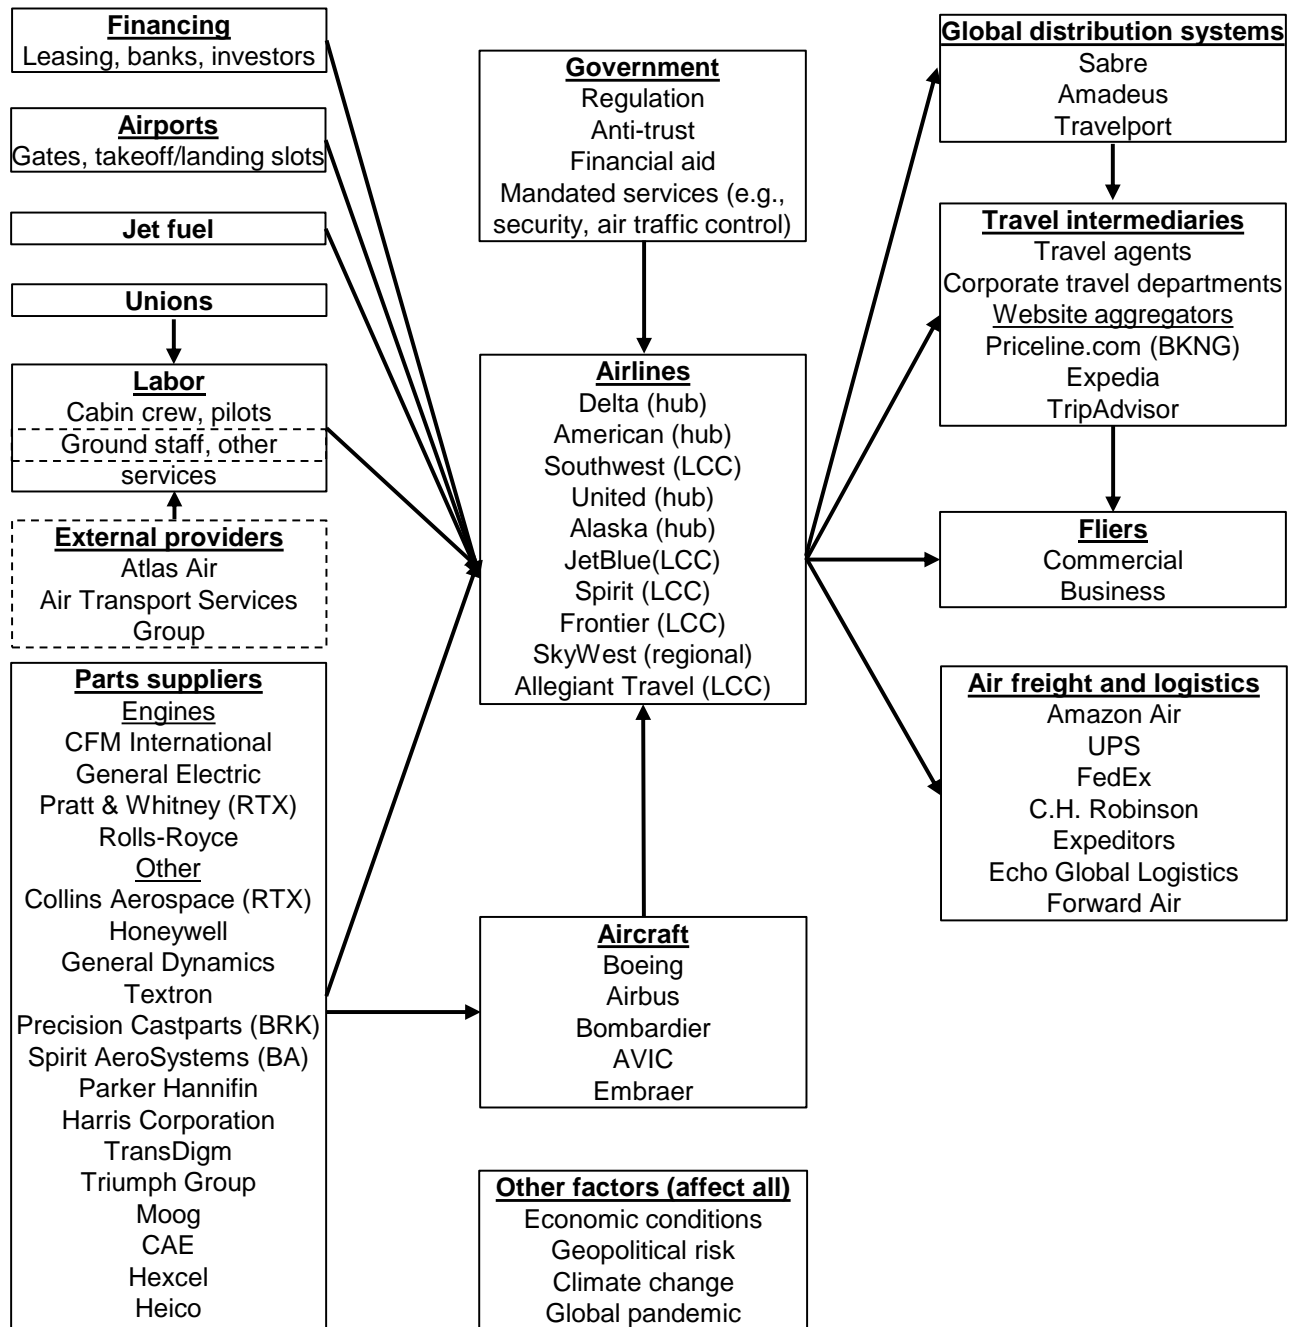 Financing
Leasing, banks, investors
Airports
Gates, takeoff/landing slots
Jet fuel
Unions
Labor
Cabin crew, pilots
Ground staff, other
services
External providers
Atlas Air
Air Transport Services
Group
Parts suppliers
Engines
CFM International
General Electric
Pratt & Whitney (RTX)
Rolls-Royce
Other
Collins Aerospace (RTX)
Honeywell
General Dynamics
Textron
Precision Castparts (BRK)
Spirit AeroSystems (BA)
Parker Hannifin
Harris Corporation
TransDigm
Triumph Group
Moog
CAE
Hexcel
Heico
Government
Regulation
Anti-trust
Financial aid
Mandated services (e.g.,
security, air traffic control)
Airlines
Delta (hub)
American (hub)
Southwest (LCC)
United (hub)
Alaska (hub)
JetBlue(LCC)
Spirit (LCC)
Frontier (LCC)
SkyWest (regional)
Allegiant Travel (LCC)
Aircraft
Boeing
Airbus
Bombardier
AVIC
Embraer
Other factors (affect all)
Economic conditions
Geopolitical risk
Climate change
Global pandemic
Global distribution systems
Sabre
Amadeus
Travelport
Travel intermediaries
Travel agents
Corporate travel departments
Website aggregators
Priceline.com (BKNG)
Expedia
TripAdvisor
Fliers
Commercial
Business
Air freight and logistics
Amazon Air
UPS
FedEx
C.H. Robinson
Expeditors
Echo Global Logistics
Forward Air